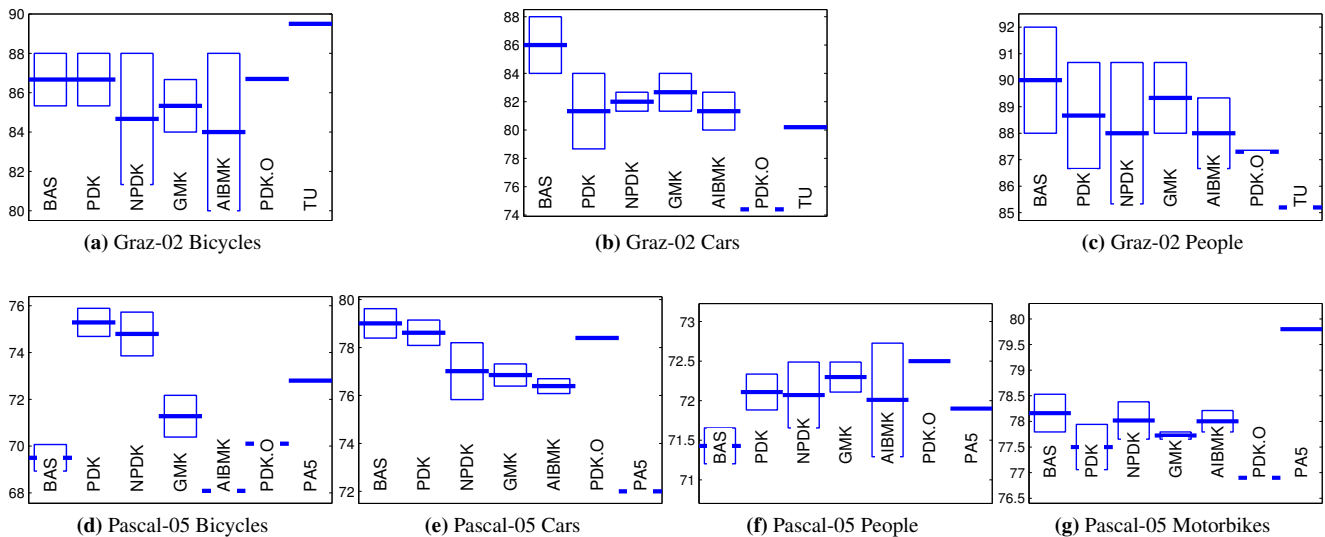 90
88
86
84
82
80
BAS
PDK
NPDK
GMK
AIBMK
PDK.O
TU
(a) Graz-02 Bicycles
88
86
84
82
80
78
76
74
BAS
PDK
NPDK
GMK
AIBMK
PDK.O
TU
(b) Graz-02 Cars
92
91
90
89
88
87
86
85
BAS
PDK
NPDK
GMK
AIBMK
PDK.O
TU
(c) Graz-02 People
76
75
72
70
68
BAS
PDK
NPDK
GMK
AIBMK
PDK.O
PA5
(d) Pascal-05 Bicycles
80
78
76
74
72
BAS
PDK
NPDK
GMK
AIBMK
PDK.O
PA5
(e) Pascal-05 Cars
73
72.5
72
71.5
71
BAS
PDK
NPDK
GMK
AIBMK
PDK.O
PA5
(f) Pascal-05 People
80
79.5
79
78.5
78
77.5
77
76.5
BAS
PDK
NPDK
GMK
AIBMK
PDK.O
PA5
(g) Pascal-05 Motorbikes